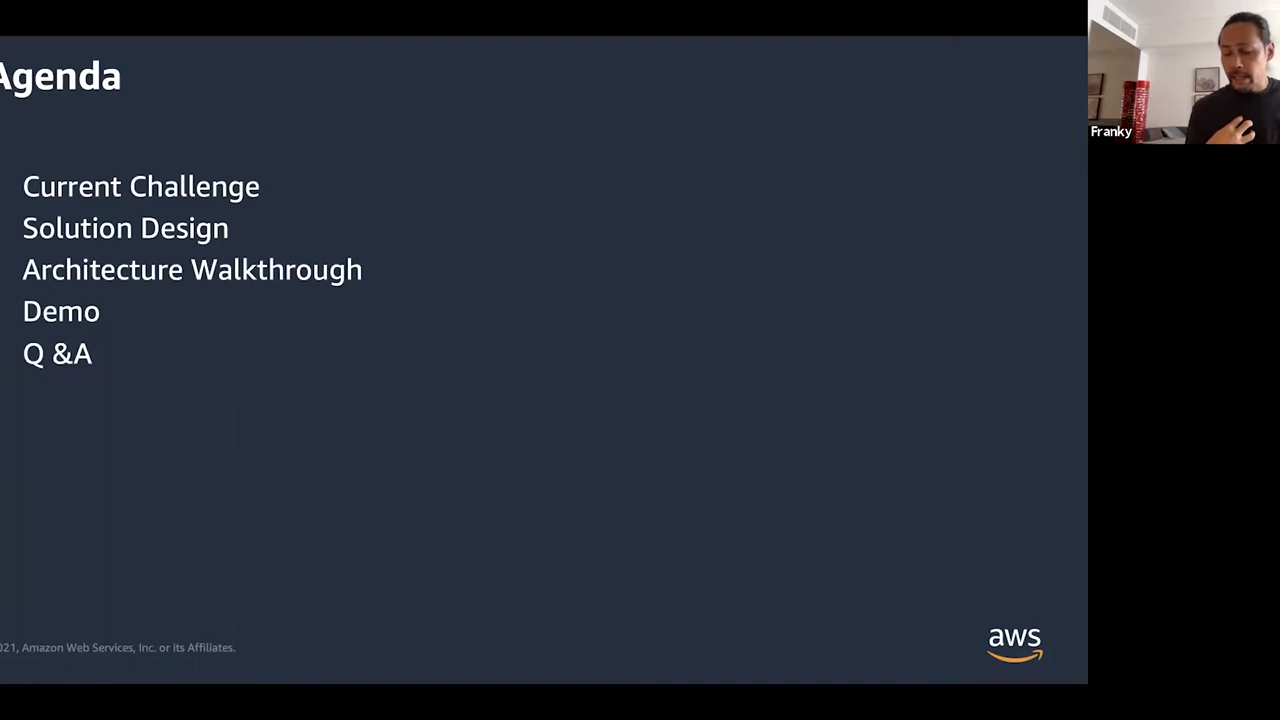 Agenda
Current Challenge
Solution Design
Architecture Walkthrough
Demo
Q &A
021, Amazon Web Services, Inc. or its Affiliates.
aws
Franky